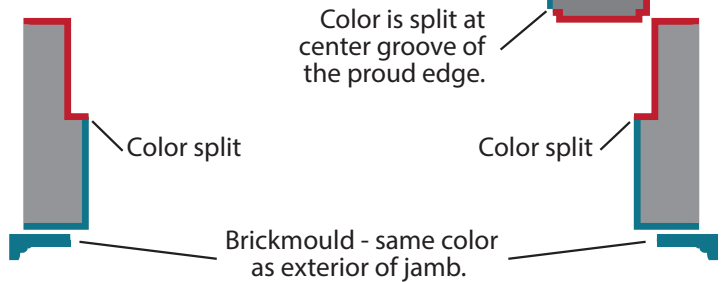 Color is split at
center groove of
the proud edge.
Color split
Color split
Brickmould - same color
as exterior of jamb.